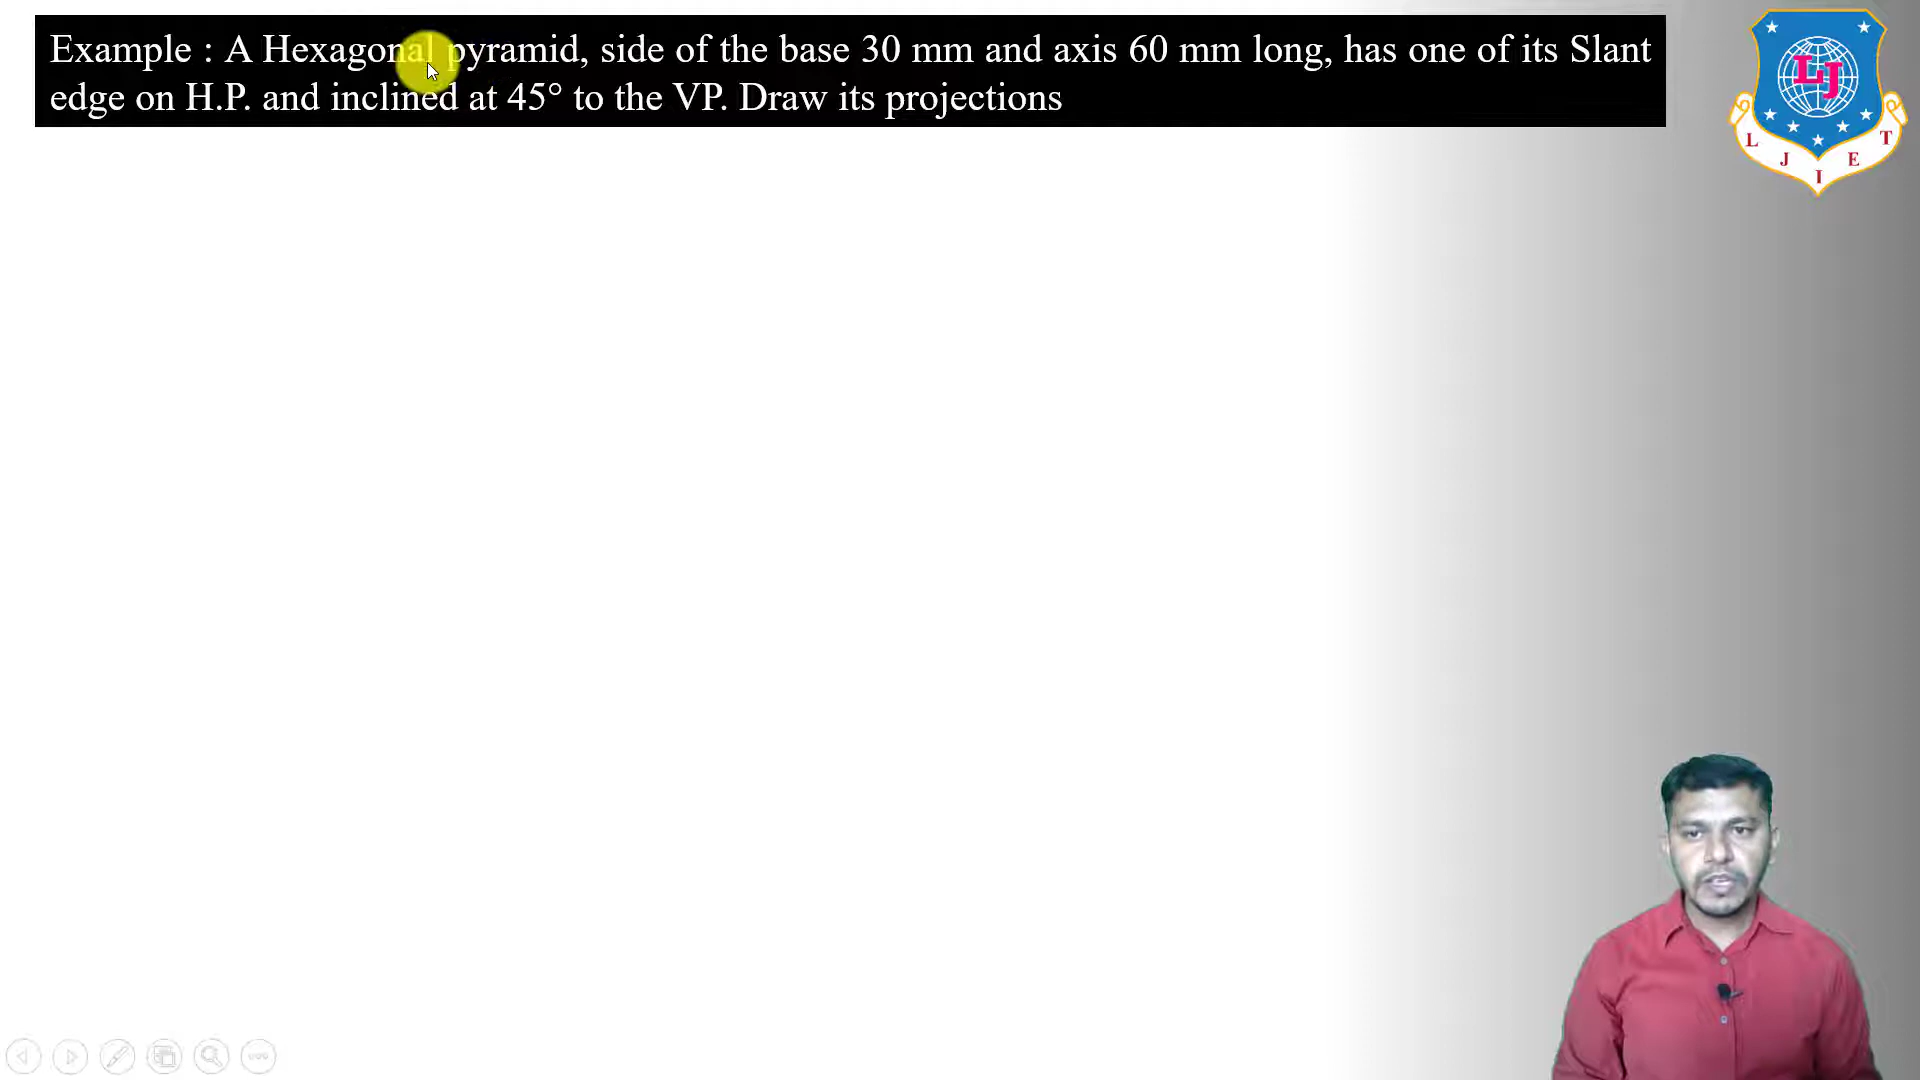 Example : A Hexagonal pyramid, side of the base 30 mm and axis 60 mm long, has one of its Slant
edge on H.P. and inclined at 45° to the VP. Draw its projections
LJ
L J I E T